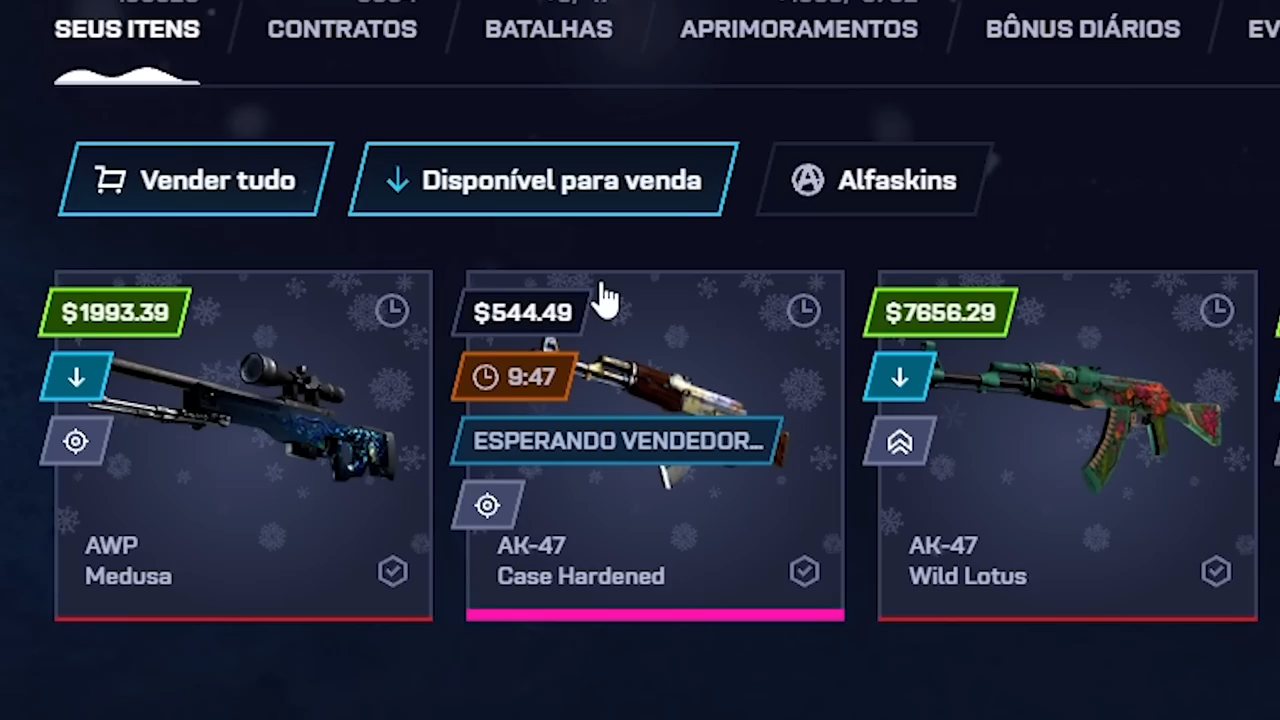 SEUS ITENS
CONTRATOS
BATALHAS
APRIMORAMENTOS
BÔNUS DIÁRIOS
EV
Vender tudo
Disponível para venda
Alfaskins
$1993.39
AWP
Medusa
$544.49
9:47
ESPERANDO VENDEDOR...
AK-47
Case Hardened
$7656.29
AK-47
Wild Lotus